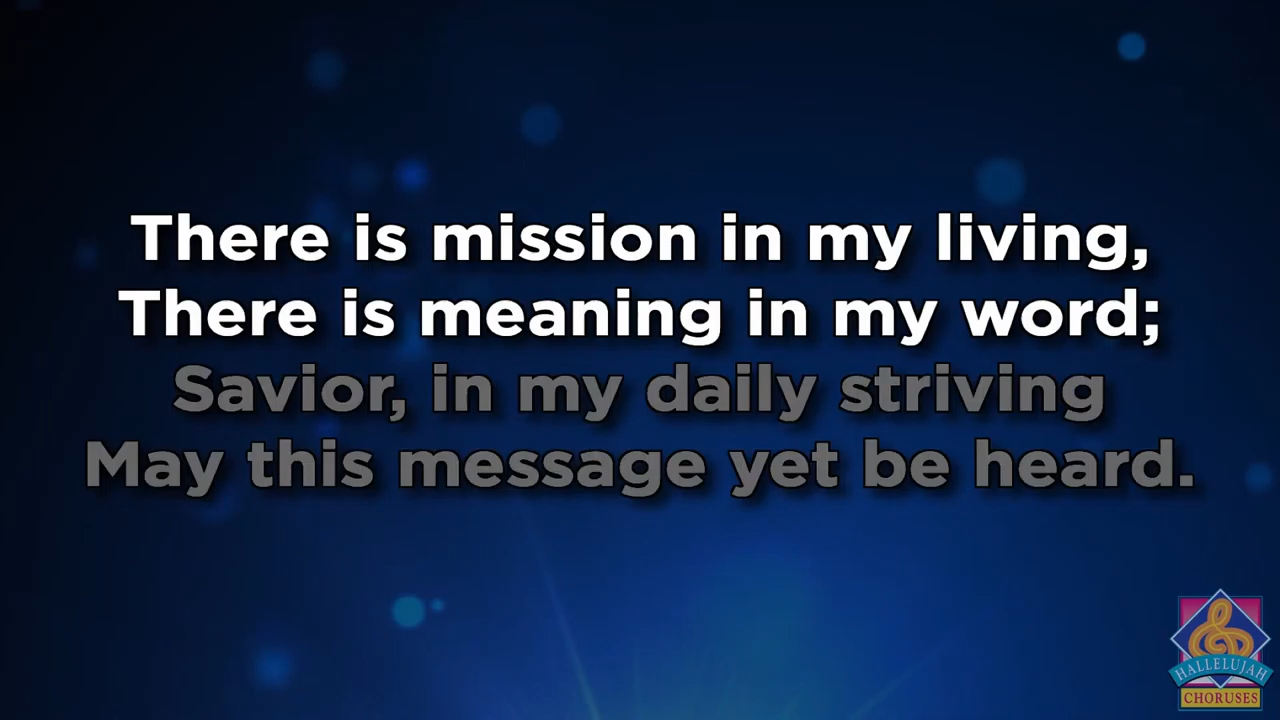 There is mission in my living,
There is meaning in my word;
Savior, in my daily striving
May this message yet be heard.
HALLELUJAH
CHORUSES